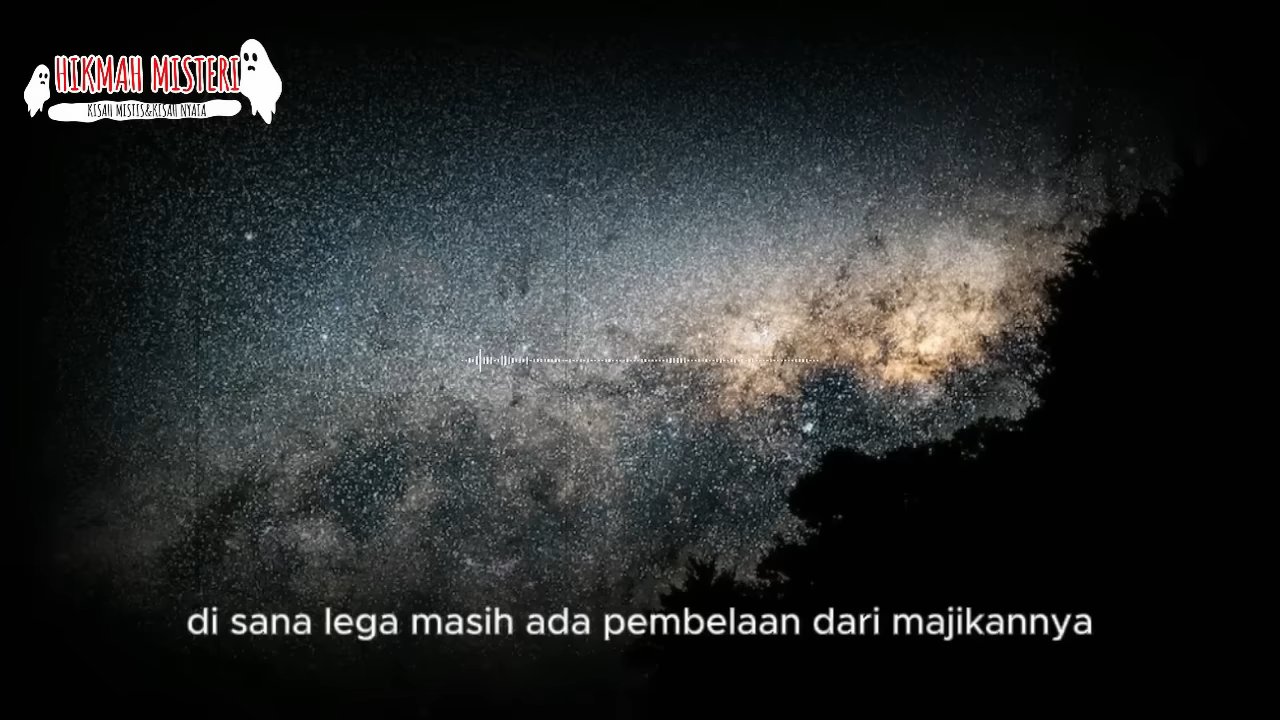 HIKMAH MISTERI
KISAH MISTIS&KISAH NYATA
di sana lega masih ada pembelaan dari majikannya